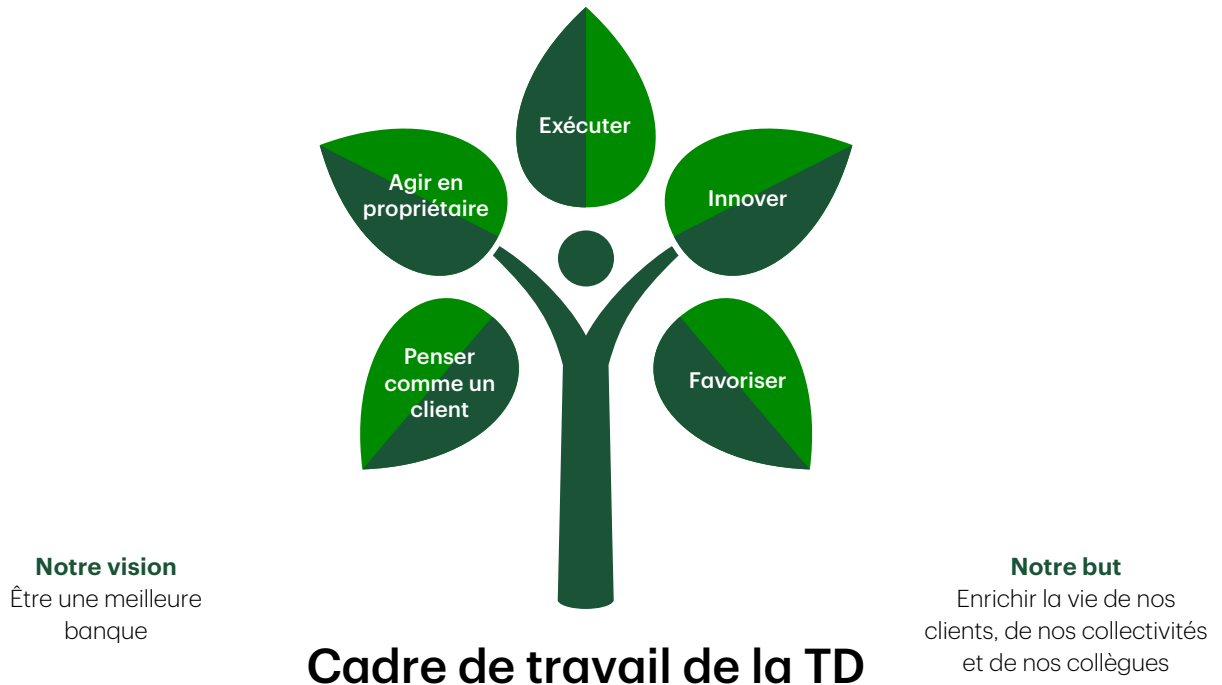 Exécuter
Agir en
propriétaire
Innover
Penser
comme un
client
Favoriser
Notre vision
Être une meilleure
banque
Notre but
Enrichir la vie de nos
clients, de nos collectivités
et de nos collègues
Cadre de travail de la TD